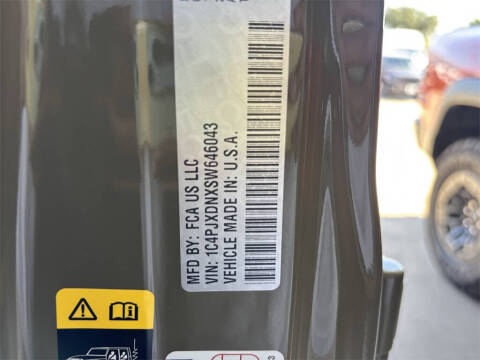 MFD BY: FCA US LLC
VIN: 1C4PJXDNXSW646043
VEHICLE MADE IN: U.S.A.